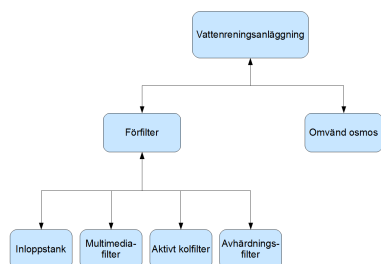 Vattenreningsanläggning
Förfilter
Omvänd osmos
Inloppstank
Multimedia-
filter
Aktivt kolfilter
Avhärdnings-
filter